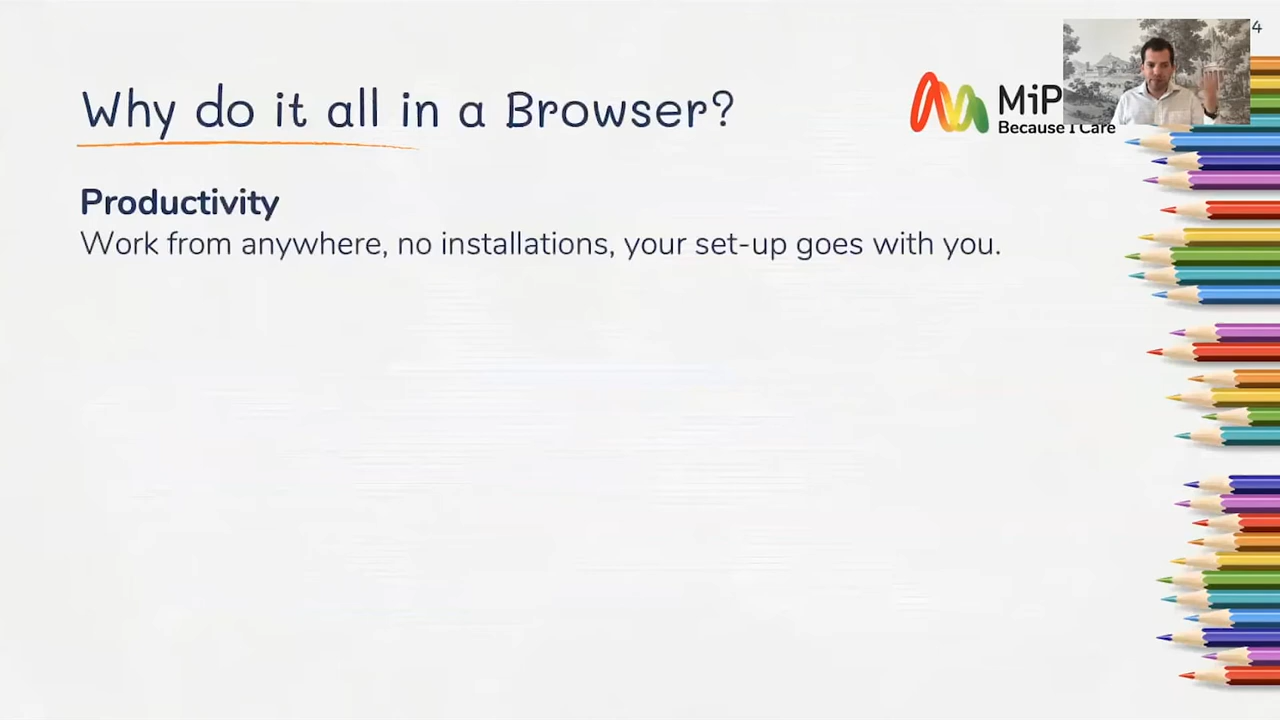 4
Why do it all in a Browser?
MiP
Because I Care
Productivity
Work from anywhere, no installations, your set-up goes with you.